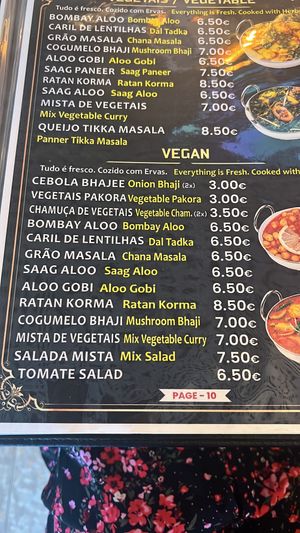 VEGETAIS / VEGETABLE
Tudo é fresco. Cozido com Ervas. Everything is Fresh. Cooked with Herbs
BOMBAY ALOO Bombay Aloo 6.50€
CARIL DE LENTILHAS Dal Tadka 6.50€
GRÃO MASALA Chana Masala 6.50€
COGUMELO BHAJI Mushroom Bhaji 7.00€
ALOO GOBI Aloo Gobi 6.50€
SAAG PANEER Saag Paneer 7.50€
RATAN KORMA Ratan Korma 8.50€
SAAG ALOO Saag Aloo 6.50€
MISTA DE VEGETAIS 7.00€
Mix Vegetable Curry
QUEIJO TIKKA MASALA 8.50€
Panner Tikka Masala
VEGAN
Tudo é fresco. Cozido com Ervas. Everything is Fresh. Cooked with
CEBOLA BHAJEE Onion Bhaji (2x) 3.00€
VEGETAIS PAKORA Vegetable Pakora 3.00€
CHAMUÇA DE VEGETAIS Vegetable Cham. (2x) 3.50€
BOMBAY ALOO Bombay Aloo 6.50€
CARIL DE LENTILHAS Dal Tadka 6.50€
GRÃO MASALA Chana Masala 6.50€
SAAG ALOO Saag Aloo 6.50€
ALOO GOBI Aloo Gobi 6.50€
RATAN KORMA Ratan Korma 8.50€
COGUMELO BHAJI Mushroom Bhaji 7.00€
MISTA DE VEGETAIS Mix Vegetable Curry 7.00€
SALADA MISTA Mix Salad 7.50€
TOMATE SALAD 6.50€
PAGE - 10